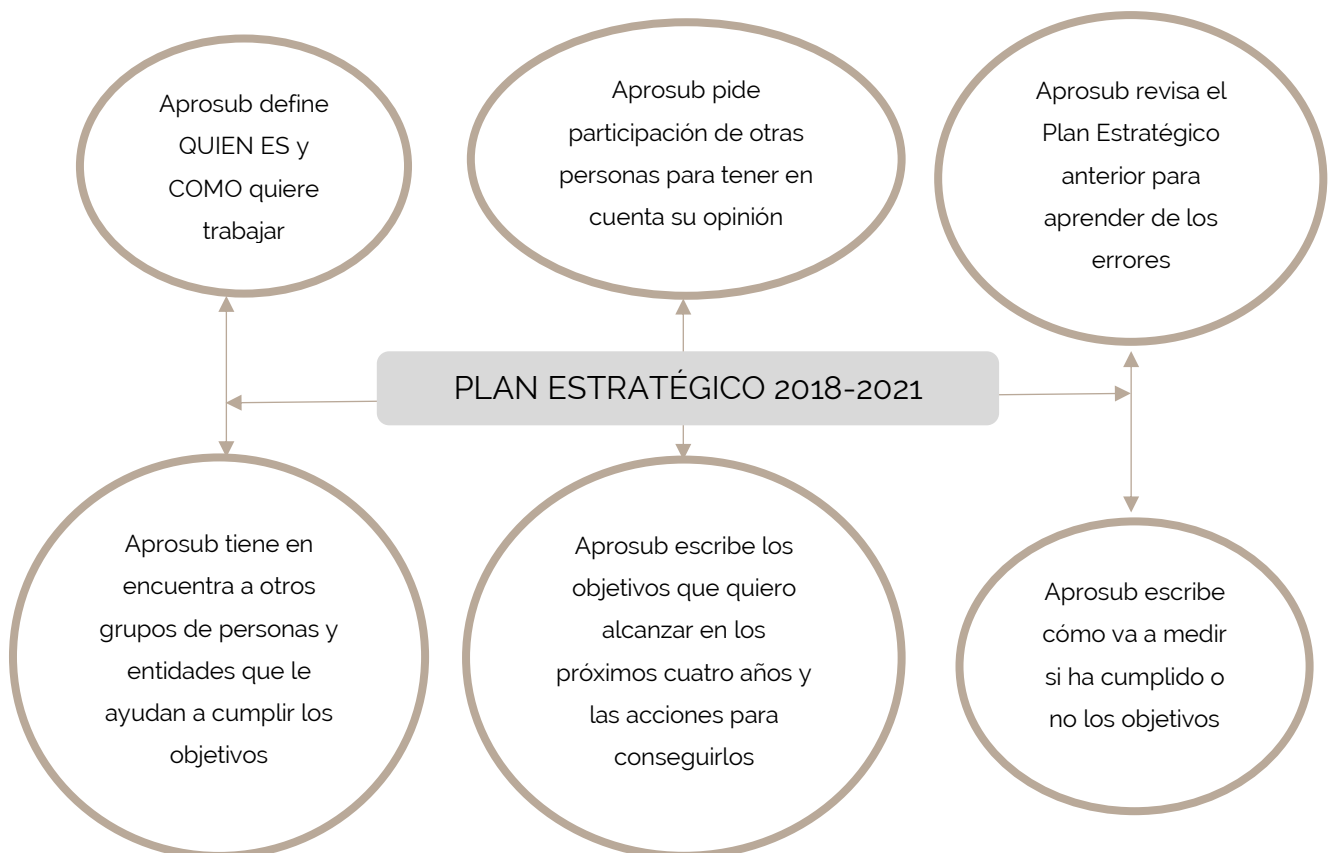 Aprosub define
QUIEN ES y
COMO quiere
trabajar
Aprosub pide
participación de otras
personas para tener en
cuenta su opinión
Aprosub revisa el
Plan Estratégico
anterior para
aprender de los
errores
PLAN ESTRATÉGICO 2018-2021
Aprosub tiene en
encuentra a otros
grupos de personas y
entidades que le
ayudan a cumplir los
objetivos
Aprosub escribe los
objetivos que quiero
alcanzar en los
próximos cuatro años y
las acciones para
conseguirlos
Aprosub escribe
cómo va a medir
si ha cumplido o
no los objetivos